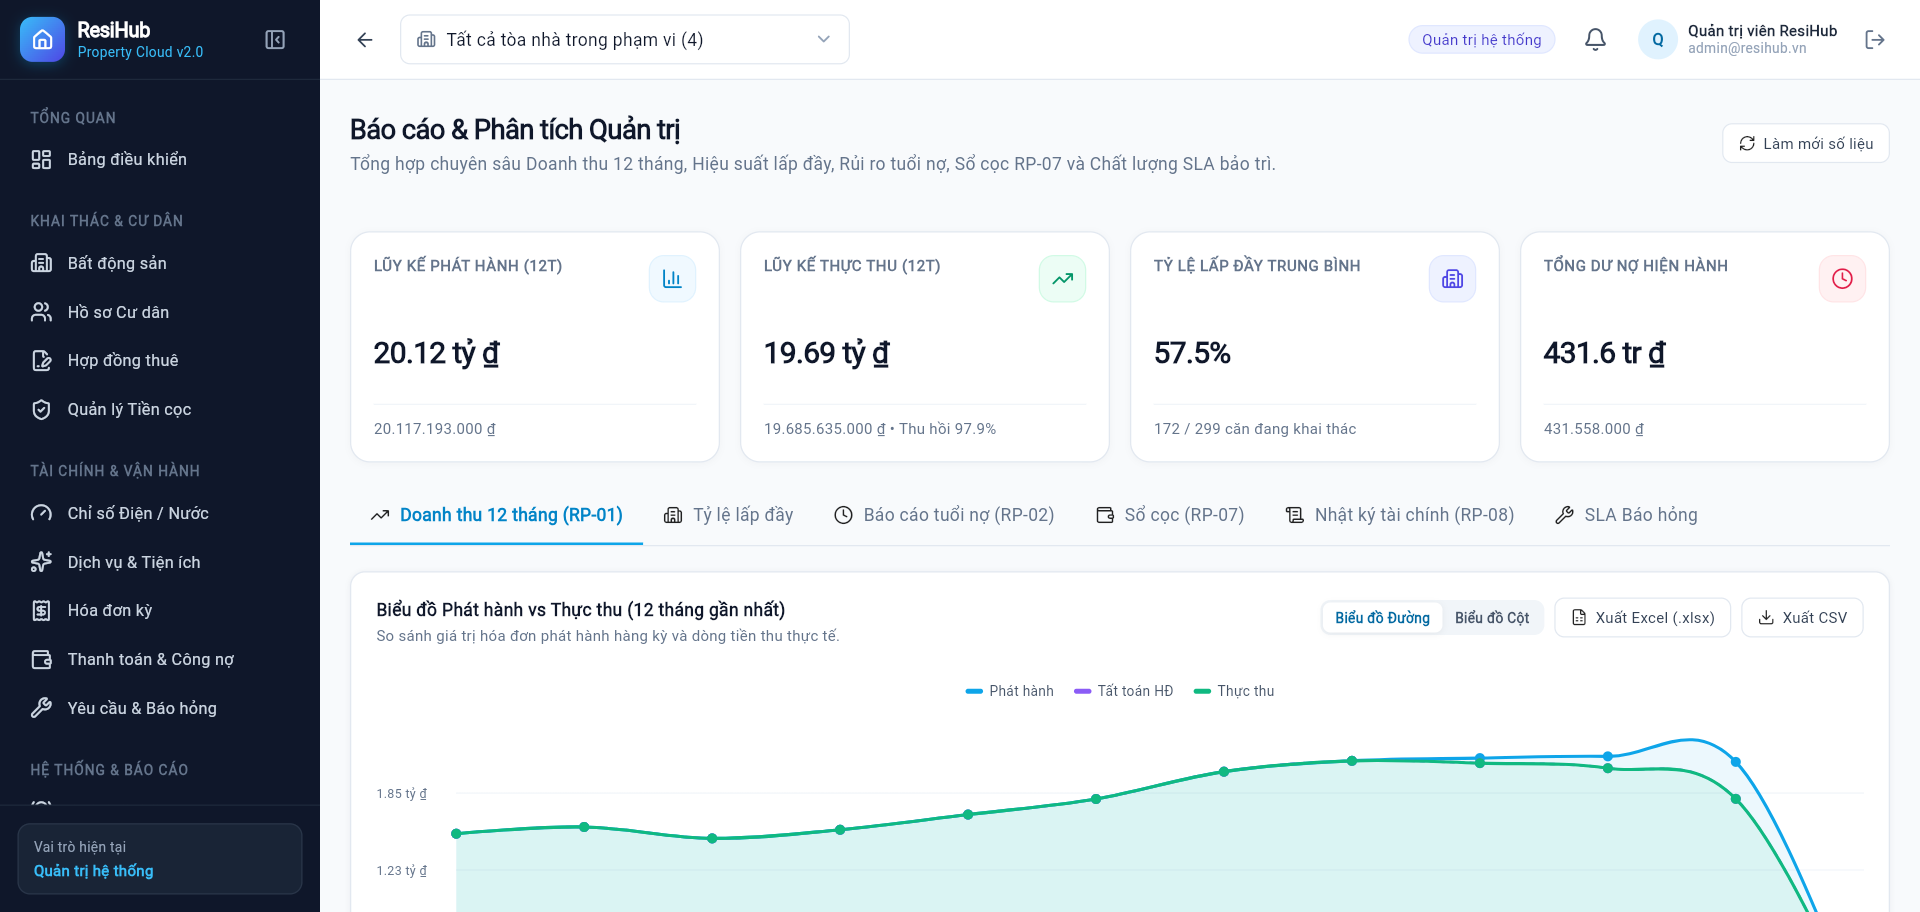 ResiHub
Property Cloud v2.0
TỔNG QUAN
Bảng điều khiển
KHAI THÁC & CƯ DÂN
Bất động sản
Hồ sơ Cư dân
Hợp đồng thuê
Quản lý Tiền cọc
TÀI CHÍNH & VẬN HÀNH
Chỉ số Điện / Nước
Dịch vụ & Tiện ích
Hóa đơn kỳ
Thanh toán & Công nợ
Yêu cầu & Báo hỏng
HỆ THỐNG & BÁO CÁO
Vai trò hiện tại
Quản trị hệ thống
Tất cả tòa nhà trong phạm vi (4)
Quản trị hệ thống
Q
Quản trị viên ResiHub
admin@resihub.vn
Báo cáo & Phân tích Quản trị
Tổng hợp chuyên sâu Doanh thu 12 tháng, Hiệu suất lấp đầy, Rủi ro tuổi nợ, Sổ cọc RP-07 và Chất lượng SLA bảo trì.
Làm mới số liệu
LŨY KẾ PHÁT HÀNH (12T)
20.12 tỷ ₫
20.117.193.000 ₫
LŨY KẾ THỰC THU (12T)
19.69 tỷ ₫
19.685.635.000 ₫ • Thu hồi 97.9%
TỶ LỆ LẤP ĐẦY TRUNG BÌNH
57.5%
172 / 299 căn đang khai thác
TỔNG DƯ NỢ HIỆN HÀNH
431.6 tr ₫
431.558.000 ₫
Doanh thu 12 tháng (RP-01)
Tỷ lệ lấp đầy
Báo cáo tuổi nợ (RP-02)
Sổ cọc (RP-07)
Nhật ký tài chính (RP-08)
SLA Báo hỏng
Biểu đồ Phát hành vs Thực thu (12 tháng gần nhất)
So sánh giá trị hóa đơn phát hành hàng kỳ và dòng tiền thu thực tế.
Biểu đồ Đường
Biểu đồ Cột
Xuất Excel (.xlsx)
Xuất CSV
Phát hành
Tất toán HĐ
Thực thu
1.85 tỷ ₫
1.23 tỷ ₫